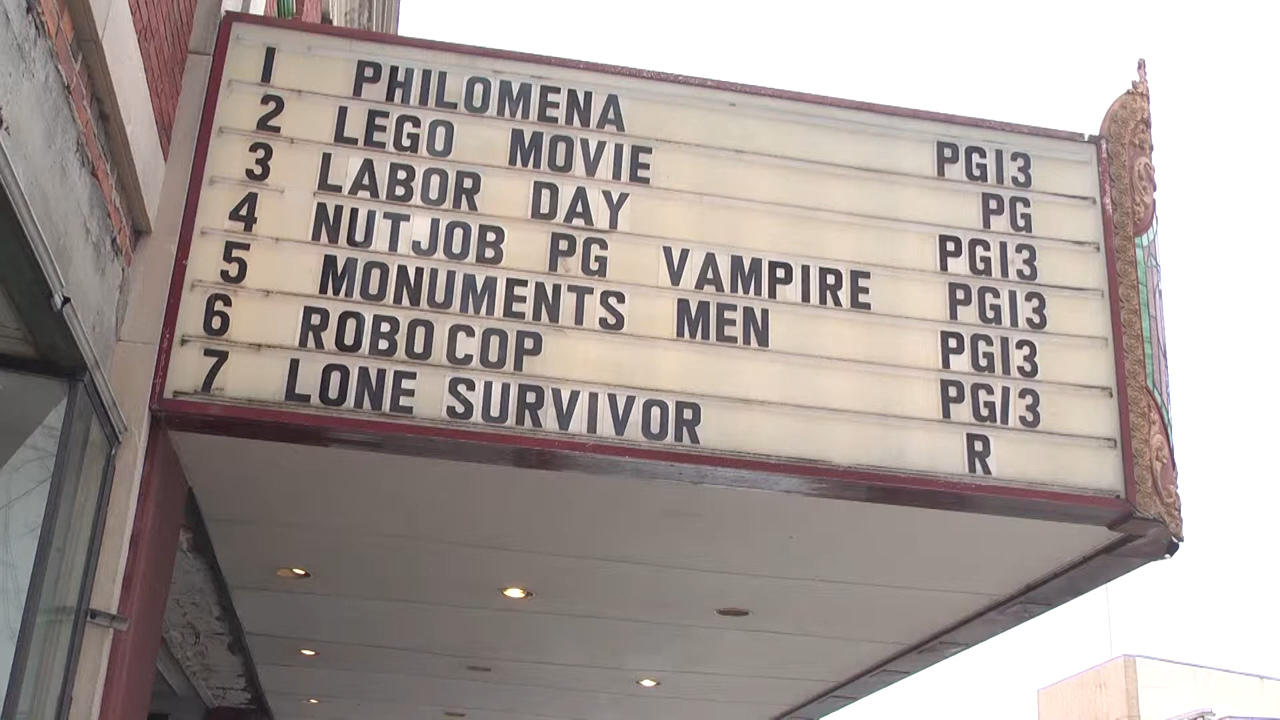 1 PHILOMENA PG13
2 LEGO MOVIE PG
3 LABOR DAY PG13
4 NUTJOB PG VAMPIRE PG13
5 MONUMENTS MEN PG13
6 ROBOCOP PG13
7 LONE SURVIVOR R